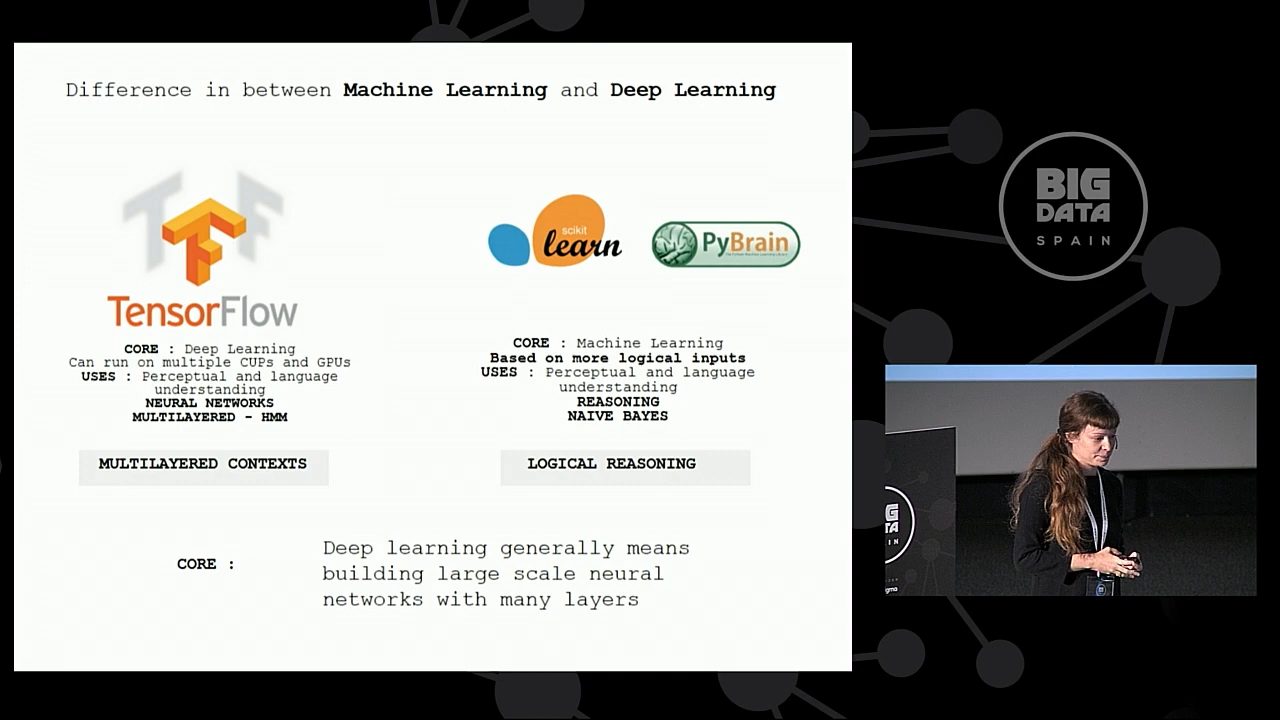 Difference in between Machine Learning and Deep Learning
TensorFlow
CORE : Deep Learning
Can run on multiple CUPs and GPUs
USES : Perceptual and language
understanding
NEURAL NETWORKS
MULTILAYERED - HMM
MULTILAYERED CONTEXTS
scikit
learn
PyBrain
CORE : Machine Learning
Based on more logical inputs
USES : Perceptual and language
understanding
REASONING
NAIVE BAYES
LOGICAL REASONING
CORE :
Deep learning generally means
building large scale neural
networks with many layers
BIG
DATA
SPAIN